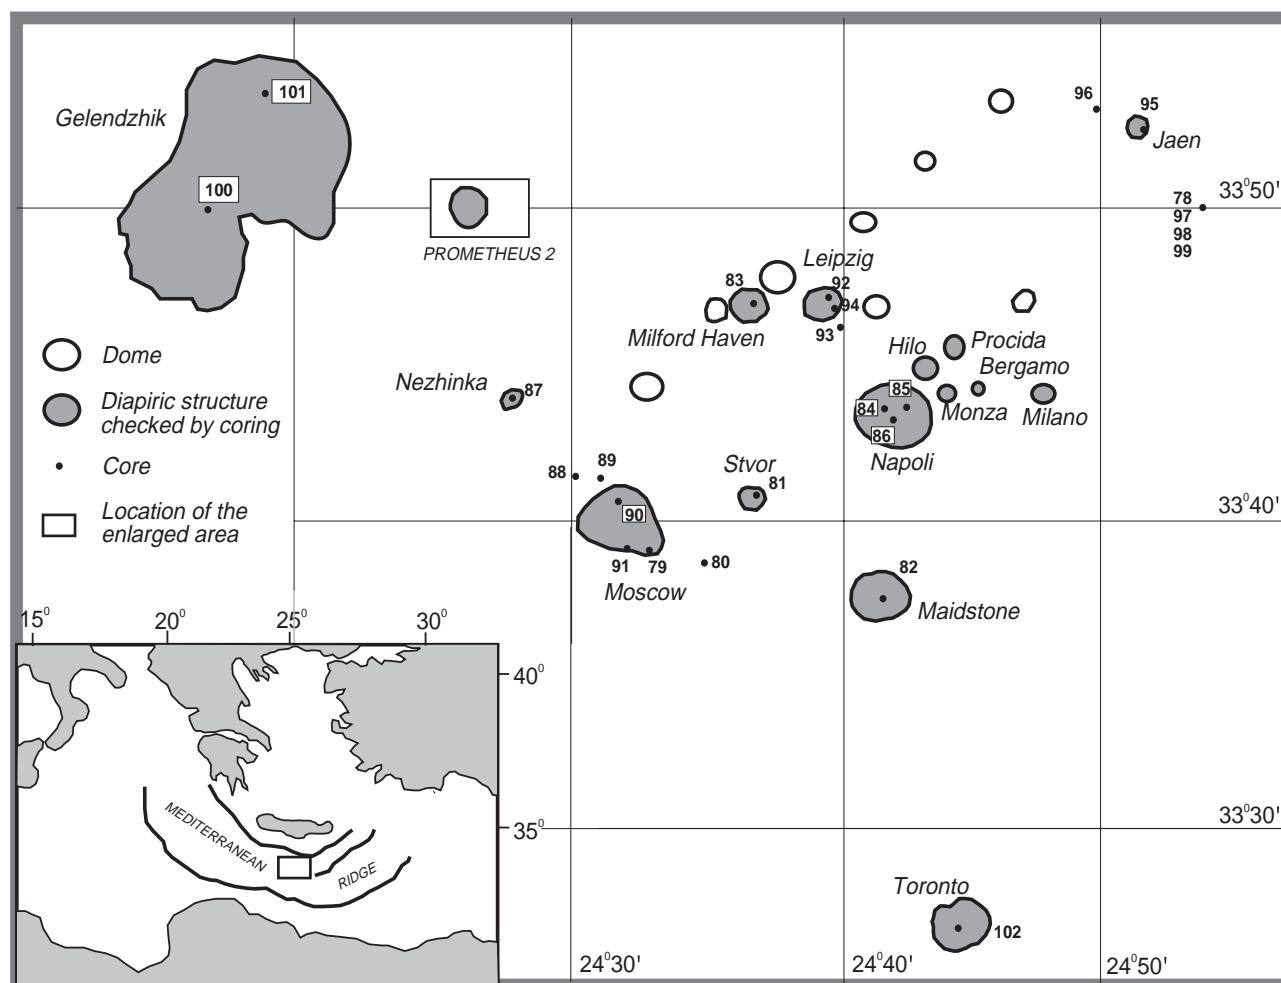 101
Gelendzhik
100
PROMETHEUS 2
96
95
Jaen
33°50'
78
97
98
99
Leipzig
83
92
94
93
Milford Haven
Hilo
Procida
Bergamo
Nezhinka
87
85
84
86
Monza
Milano
Napoli
Dome
Diapiric structure
checked by coring
Core
Location of the
enlarged area
88
89
Stvor
81
90
33°40'
91
79
80
Moscow
82
Maidstone
15°
20°
25°
30°
40°
35°
MEDITERRANEAN
RIDGE
33°30'
Toronto
102
24°30'
24°40'
24°50'